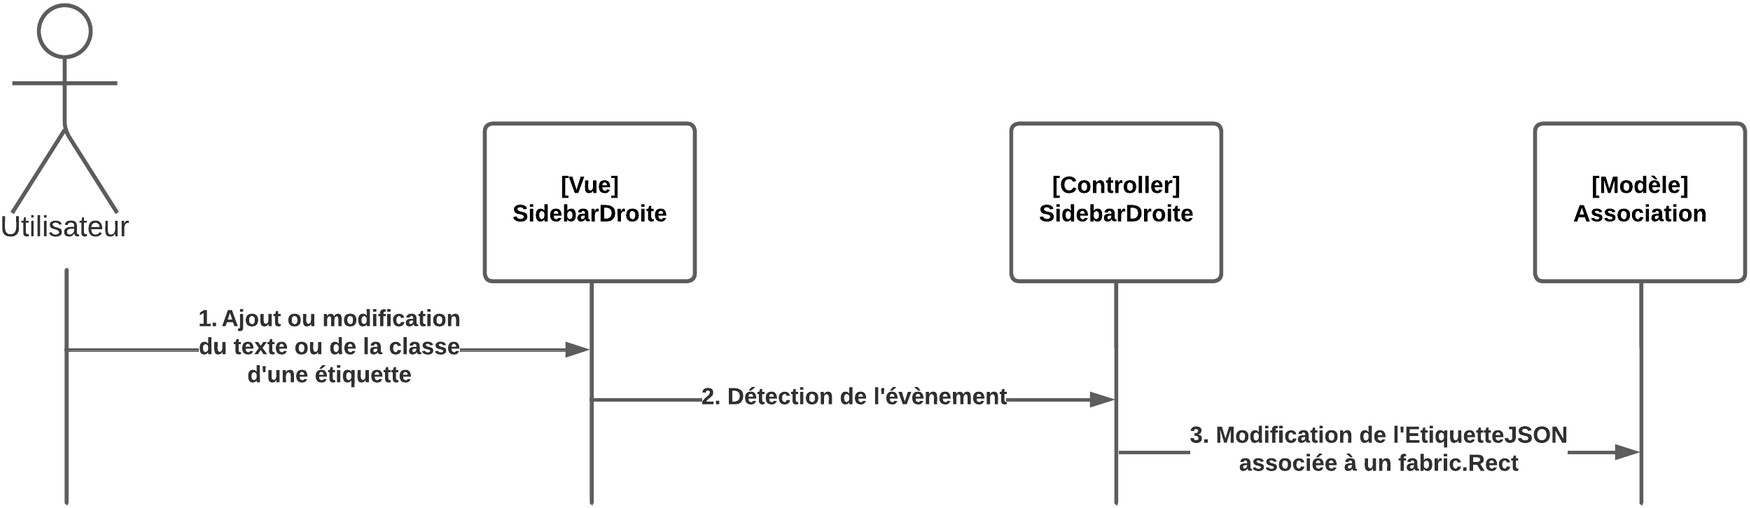 Utilisateur
[Vue]
SidebarDroite
[Controller]
SidebarDroite
[Modèle]
Association
1. Ajout ou modification
du texte ou de la classe
d'une étiquette
2. Détection de l'évènement
3. Modification de l'EtiquetteJSON
associée à un fabric.Rect